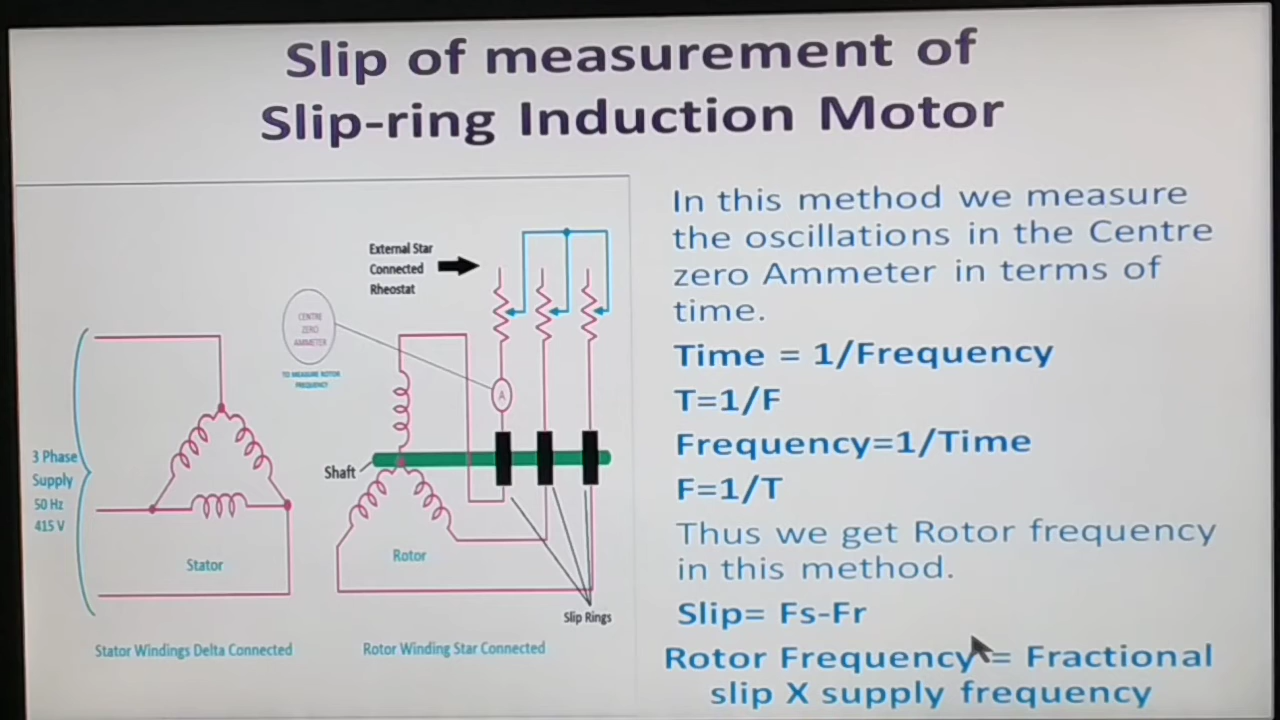 Slip of measurement of
Slip-ring Induction Motor
External Star
Connected
Rheostat
CENTRE
ZERO
AMMETER
TO MEASURE ROTOR
FREQUENCY
A
3 Phase
Supply
50 Hz
415 V
Shaft
Stator
Rotor
Slip Rings
Stator Windings Delta Connected
Rotor Winding Star Connected
In this method we measure
the oscillations in the Centre
zero Ammeter in terms of
time.
Time = 1/Frequency
T=1/F
Frequency=1/Time
F=1/T
Thus we get Rotor frequency
in this method.
Slip= Fs-Fr
Rotor Frequency = Fractional
slip X supply frequency